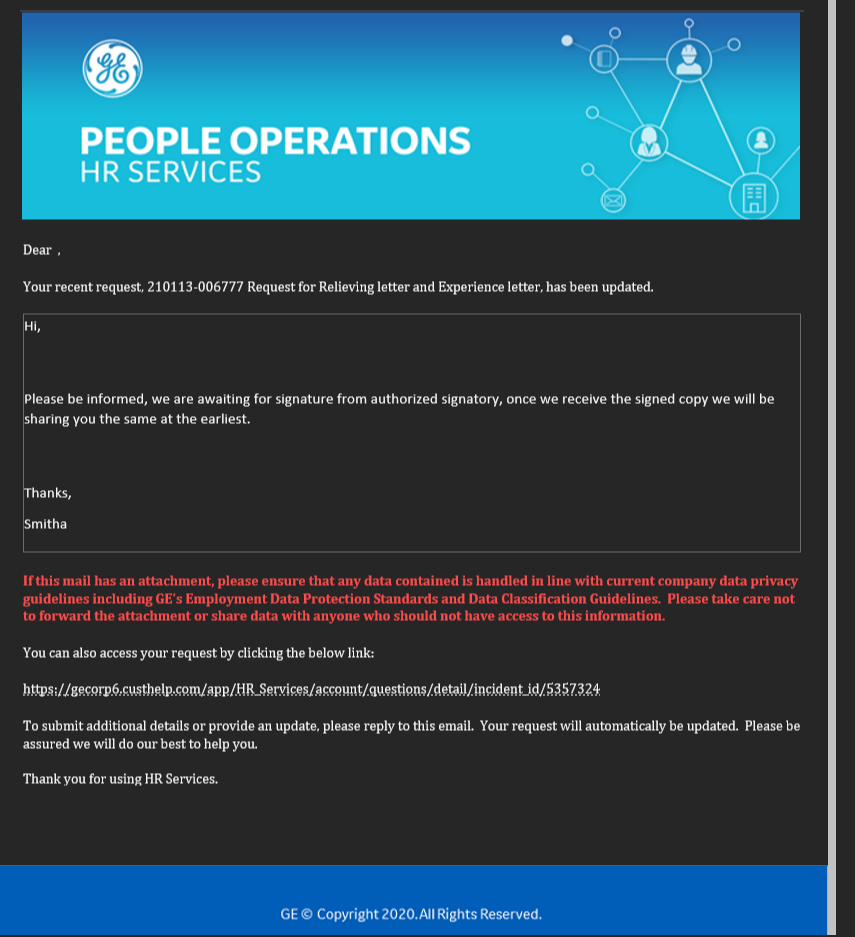 GE
PEOPLE OPERATIONS
HR SERVICES
Dear ,
Your recent request, 210113-006777 Request for Relieving letter and Experience letter, has been updated.
Hi,
Please be informed, we are awaiting for signature from authorized signatory, once we receive the signed copy we will be
sharing you the same at the earliest.
Thanks,
Smitha
If this mail has an attachment, please ensure that any data contained is handled in line with current company data privacy
guidelines including GE's Employment Data Protection Standards and Data Classification Guidelines. Please take care not
to forward the attachment or share data with anyone who should not have access to this information.
You can also access your request by clicking the below link:
https://gecorp6.custhelp.com/app/HR_Services/account/questions/detail/incident_id/5357324
To submit additional details or provide an update, please reply to this email. Your request will automatically be updated. Please be
assured we will do our best to help you.
Thank you for using HR Services.
GE © Copyright 2020.All Rights Reserved.